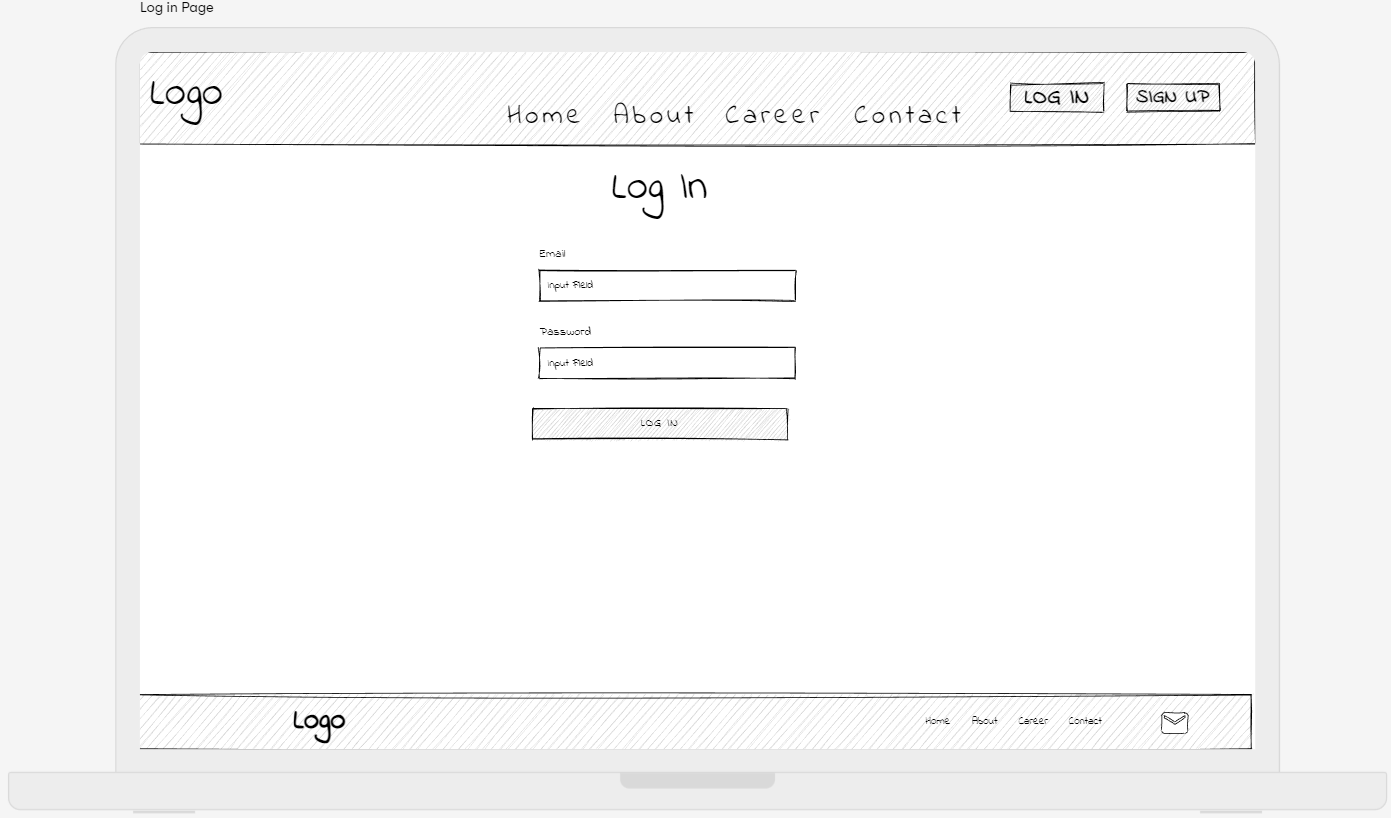 Log in Page
Logo
Home About Career Contact
LOG IN
SIGN UP
Log In
Email
Input Field
Password
Input Field
LOG IN
Logo
Home About Career Contact